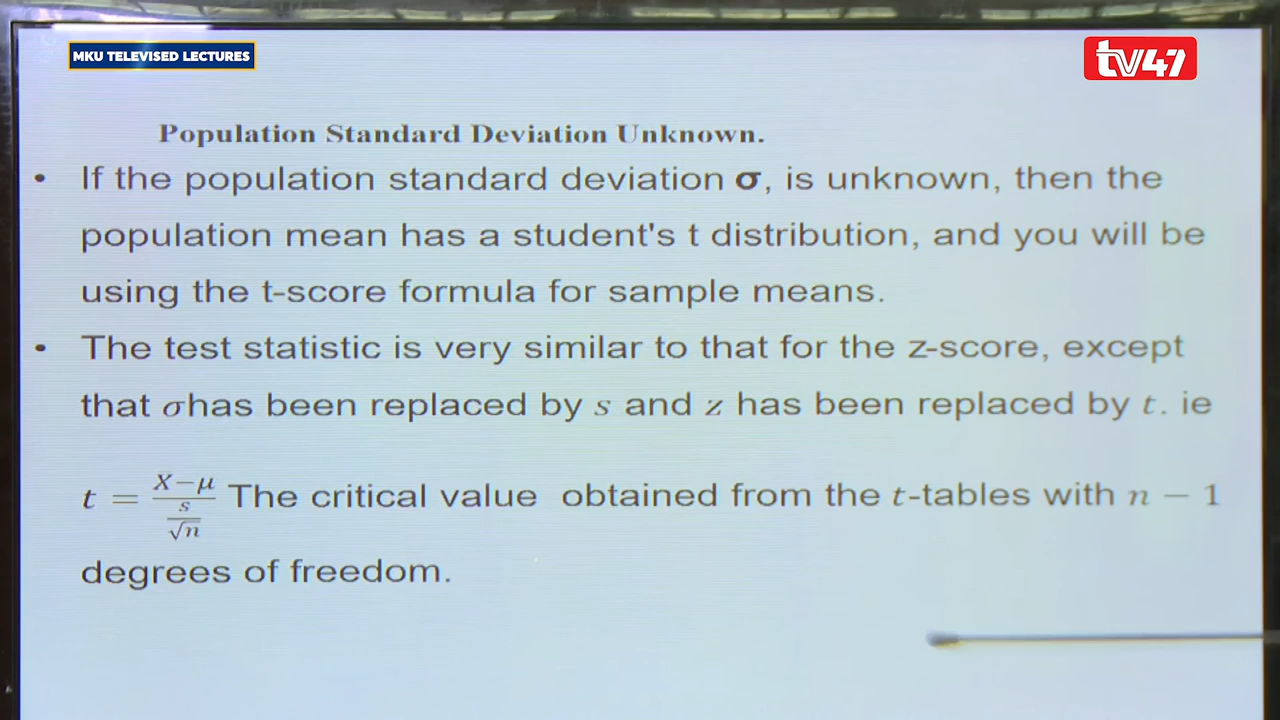 MKU TELEVISED LECTURES
tv47
Population Standard Deviation Unknown.
• If the population standard deviation σ, is unknown, then the
population mean has a student's t distribution, and you will be
using the t-score formula for sample means.
• The test statistic is very similar to that for the z-score, except
that σ has been replaced by s and z has been replaced by t. ie
t = (x̄ − μ)/(s/√n) The critical value obtained from the t-tables with n − 1
degrees of freedom.